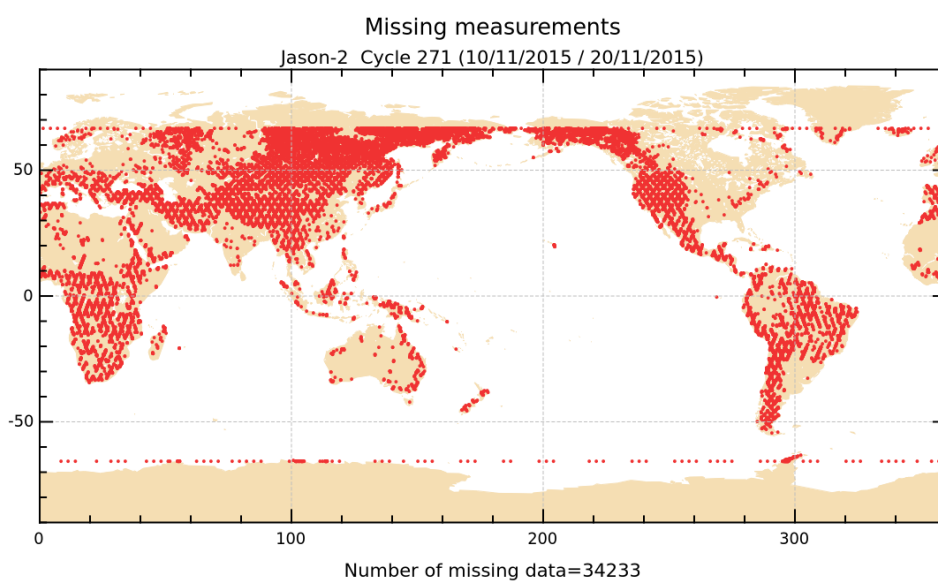 Missing measurements
Jason-2  Cycle 271 (10/11/2015 / 20/11/2015)
50
0
-50
0 100 200 300
Number of missing data=34233